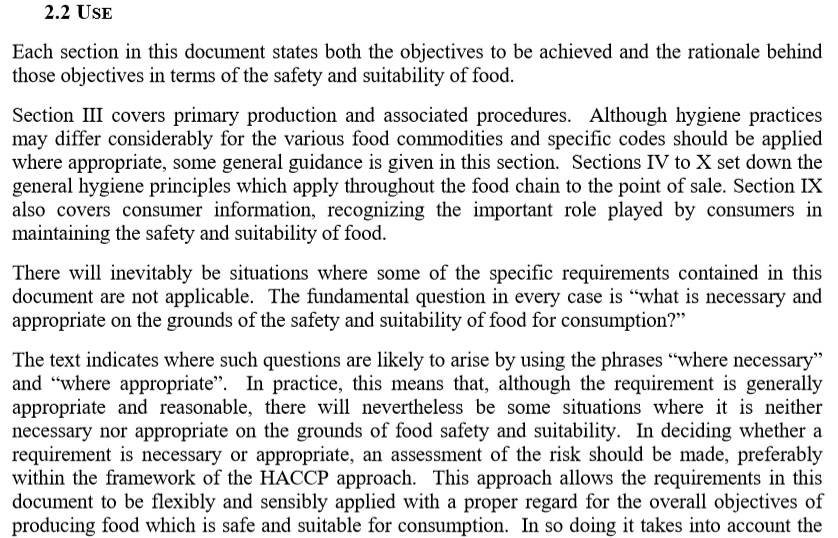 2.2 USE
Each section in this document states both the objectives to be achieved and the rationale behind
those objectives in terms of the safety and suitability of food.
Section III covers primary production and associated procedures.  Although hygiene practices
may differ considerably for the various food commodities and specific codes should be applied
where appropriate, some general guidance is given in this section.  Sections IV to X set down the
general hygiene principles which apply throughout the food chain to the point of sale. Section IX
also covers consumer information, recognizing the important role played by consumers in
maintaining the safety and suitability of food.
There will inevitably be situations where some of the specific requirements contained in this
document are not applicable.  The fundamental question in every case is “what is necessary and
appropriate on the grounds of the safety and suitability of food for consumption?”
The text indicates where such questions are likely to arise by using the phrases “where necessary”
and “where appropriate”.  In practice, this means that, although the requirement is generally
appropriate and reasonable, there will nevertheless be some situations where it is neither
necessary nor appropriate on the grounds of food safety and suitability.  In deciding whether a
requirement is necessary or appropriate, an assessment of the risk should be made, preferably
within the framework of the HACCP approach.  This approach allows the requirements in this
document to be flexibly and sensibly applied with a proper regard for the overall objectives of
producing food which is safe and suitable for consumption.  In so doing it takes into account the